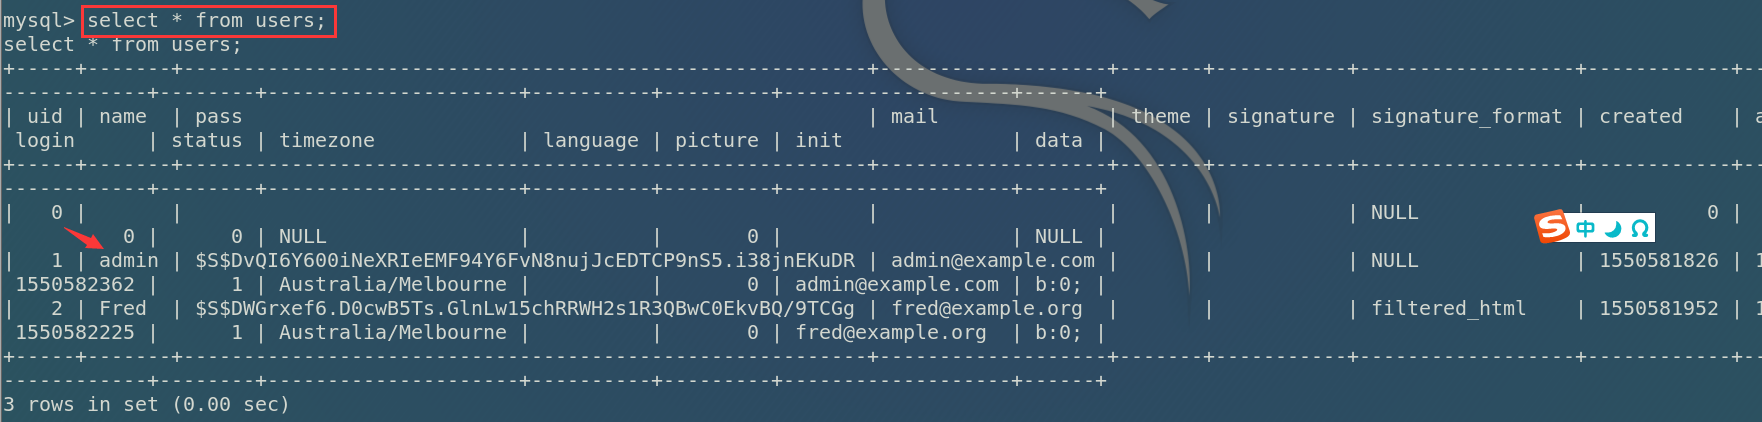 mysql> select * from users;
select * from users;
+-----+-------+---------------------------------------------------------+-------------------+-------+-----------+------------------+-----------+--
------------+--------+---------------------+----------+---------+-------------------+------+
| uid | name  | pass                                                    | mail              | theme | signature | signature_format | created    | a
 login      | status | timezone            | language | picture | init              | data |
+-----+-------+---------------------------------------------------------+-------------------+-------+-----------+------------------+-----------+--
------------+--------+---------------------+----------+---------+-------------------+------+
|   0 |       |                                                         |                   |       |           | NULL             |          0 |
          0 |      0 | NULL                |          |       0 |                   | NULL |
|   1 | admin | $S$DvQI6Y600iNeXRIeEMF94Y6FvN8nujJcEDTCP9nS5.i38jnEKuDR | admin@example.com |       |           | NULL             | 1550581826 | 1
 1550582362 |      1 | Australia/Melbourne |          |       0 | admin@example.com | b:0; |
|   2 | Fred  | $S$DWGrxef6.D0cwB5Ts.GlnLw15chRRWH2s1R3QBwC0EkvBQ/9TCGg | fred@example.org  |       |           | filtered_html    | 1550581952 | 1
 1550582225 |      1 | Australia/Melbourne |          |       0 | fred@example.org  | b:0; |
+-----+-------+---------------------------------------------------------+-------------------+-------+-----------+------------------+-----------+--
------------+--------+---------------------+----------+---------+-------------------+------+
3 rows in set (0.00 sec)
S 中 Ω